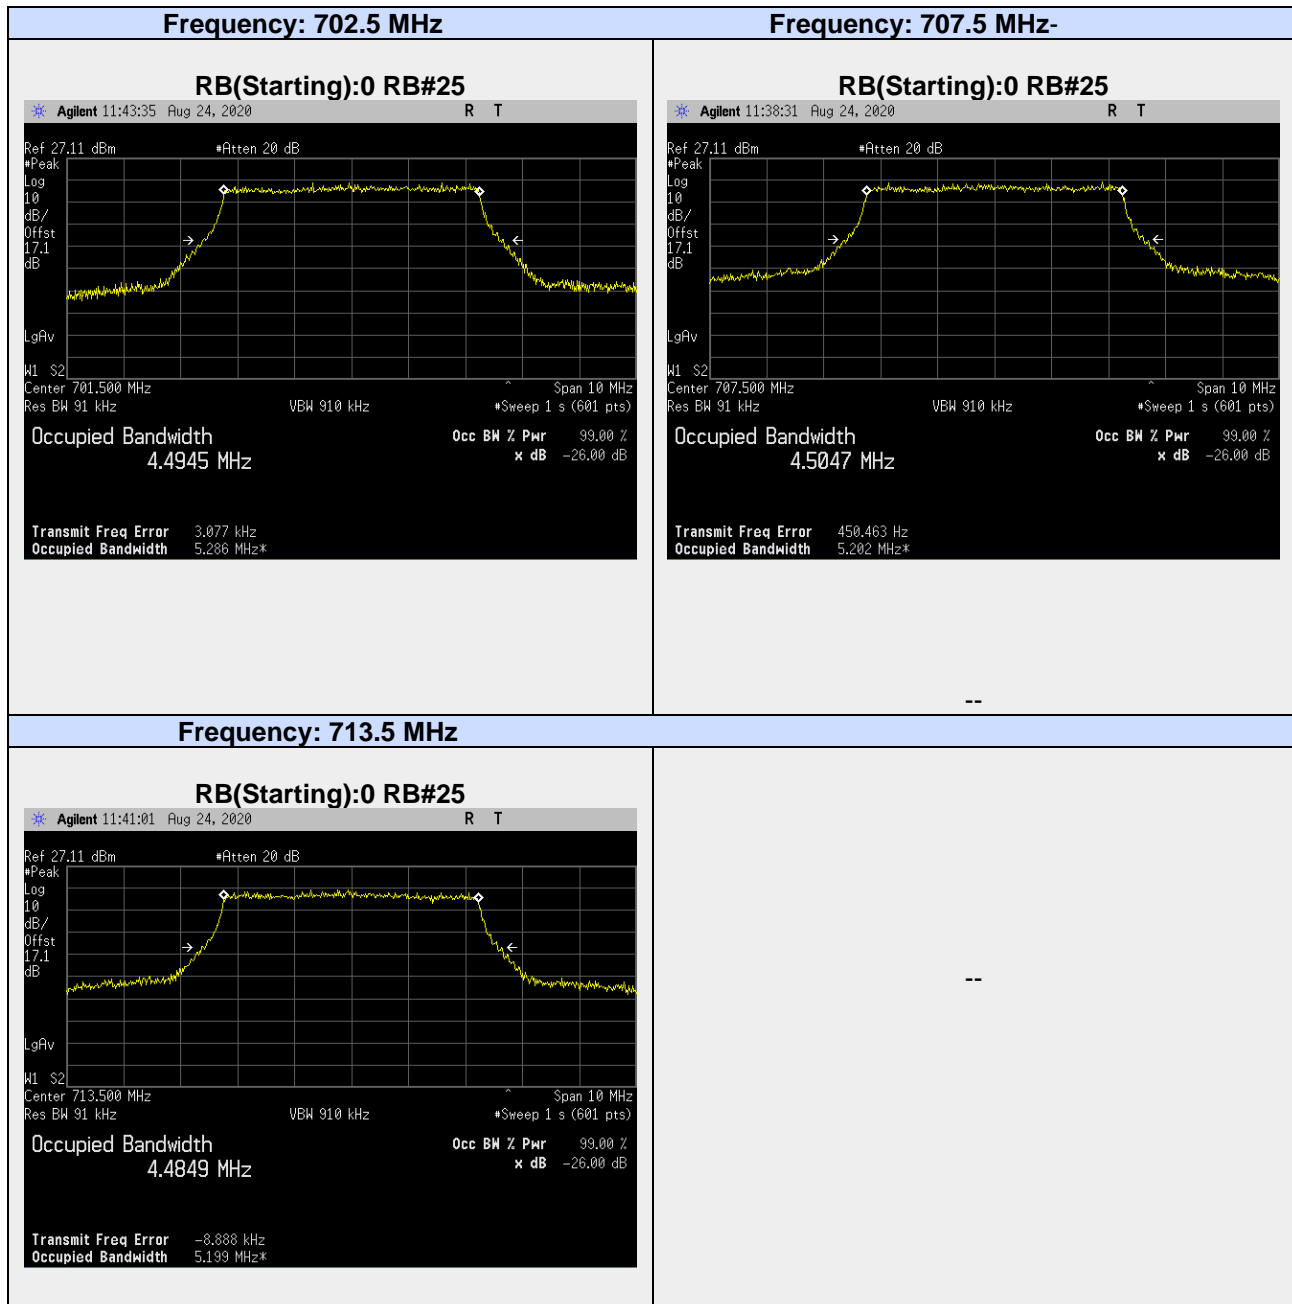 Frequency: 702.5 MHz
RB(Starting):0 RB#25
Agilent 11:43:35 Aug 24, 2020 R T
Ref 27.11 dBm #Atten 20 dB
#Peak
Log
10
dB/
Offst
17.1
dB
LgAv
W1 S2
Center 701.500 MHz Span 10 MHz
Res BW 91 kHz VBW 910 kHz #Sweep 1 s (601 pts)
Occupied Bandwidth Occ BW % Pwr 99.00 %
4.4945 MHz x dB -26.00 dB
Transmit Freq Error 3.077 kHz
Occupied Bandwidth 5.286 MHz*
Frequency: 707.5 MHz-
RB(Starting):0 RB#25
Agilent 11:38:31 Aug 24, 2020 R T
Ref 27.11 dBm #Atten 20 dB
#Peak
Log
10
dB/
Offst
17.1
dB
LgAv
W1 S2
Center 707.500 MHz Span 10 MHz
Res BW 91 kHz VBW 910 kHz #Sweep 1 s (601 pts)
Occupied Bandwidth Occ BW % Pwr 99.00 %
4.5047 MHz x dB -26.00 dB
Transmit Freq Error 450.463 Hz
Occupied Bandwidth 5.202 MHz*
--
Frequency: 713.5 MHz
RB(Starting):0 RB#25
Agilent 11:41:01 Aug 24, 2020 R T
Ref 27.11 dBm #Atten 20 dB
#Peak
Log
10
dB/
Offst
17.1
dB
LgAv
W1 S2
Center 713.500 MHz Span 10 MHz
Res BW 91 kHz VBW 910 kHz #Sweep 1 s (601 pts)
Occupied Bandwidth Occ BW % Pwr 99.00 %
4.4849 MHz x dB -26.00 dB
Transmit Freq Error -8.888 kHz
Occupied Bandwidth 5.199 MHz*
--